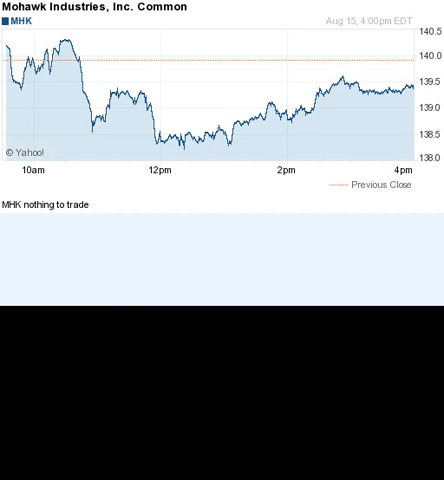 Mohawk Industries, Inc. Common
MHK Aug 15, 4:00pm EDT
140.5
140.0
139.5
139.0
138.5
138.0
© Yahoo!
10am 12pm 2pm 4pm
Previous Close
MHK nothing to trade